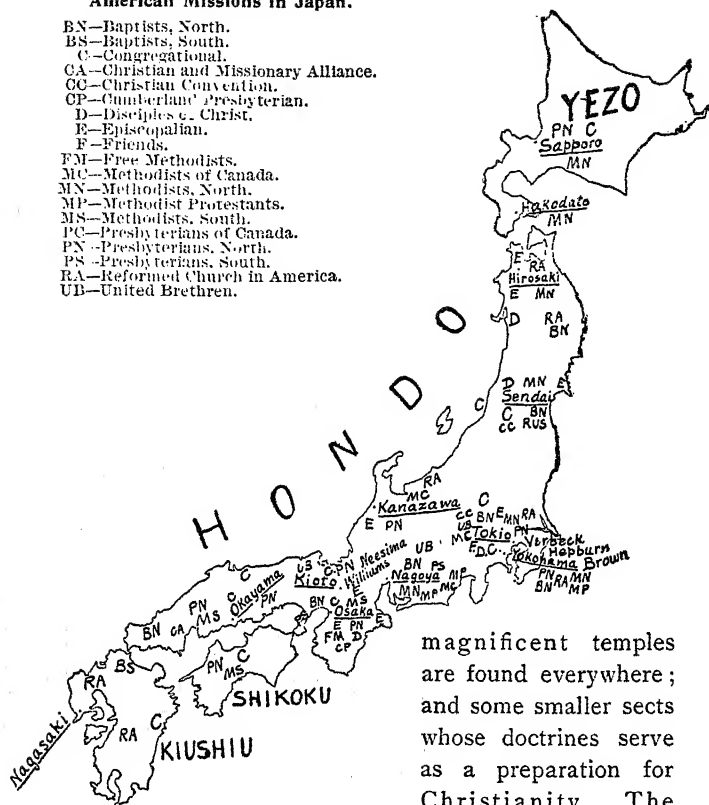 American Missions in Japan.
BN—Baptists, North.
BS—Baptists, South.
C—Congregational.
CA—Christian and Missionary Alliance.
CC—Christian Convention.
CP—Cumberland Presbyterian.
D—Disciples c. Christ.
E—Episcopalian.
F—Friends.
FM—Free Methodists.
MC—Methodists of Canada.
MN—Methodists, North.
MP—Methodist Protestants.
MS—Methodists, South.
PC—Presbyterians of Canada.
PN—Presbyterians, North.
PS—Presbyterians, South.
RA—Reformed Church in America.
UB—United Brethren.
YEZO
PN C
Sapporo
MN
Hakodate
MN
E
RA
Hirosaki
E MN
D RA
BN
D MN E
Sendai
C BN
CC RUS
C
HONDO
RA
MC
Kanazawa
E PN
C
CC BN E MN RA
UB Tokio PN
MC
F. D. C. Verbeck
Hepburn
Yokohama Brown
PN RA MN
BN MP
UB
BN PS
Nagoya MP
MN MP MC
UB C PN Neesima
Kioto Williams
E
BN C MS
Osaka
E PN E
FM D
CP
C
C
PN C Okayama
MS PN
BN CA
PN C
MS
SHIKOKU
BS
RA
RA C
KIUSHIU
Nagasaki
magnificent temples
are found everywhere;
and some smaller sects
whose doctrines serve
as a preparation for
Christianity. The